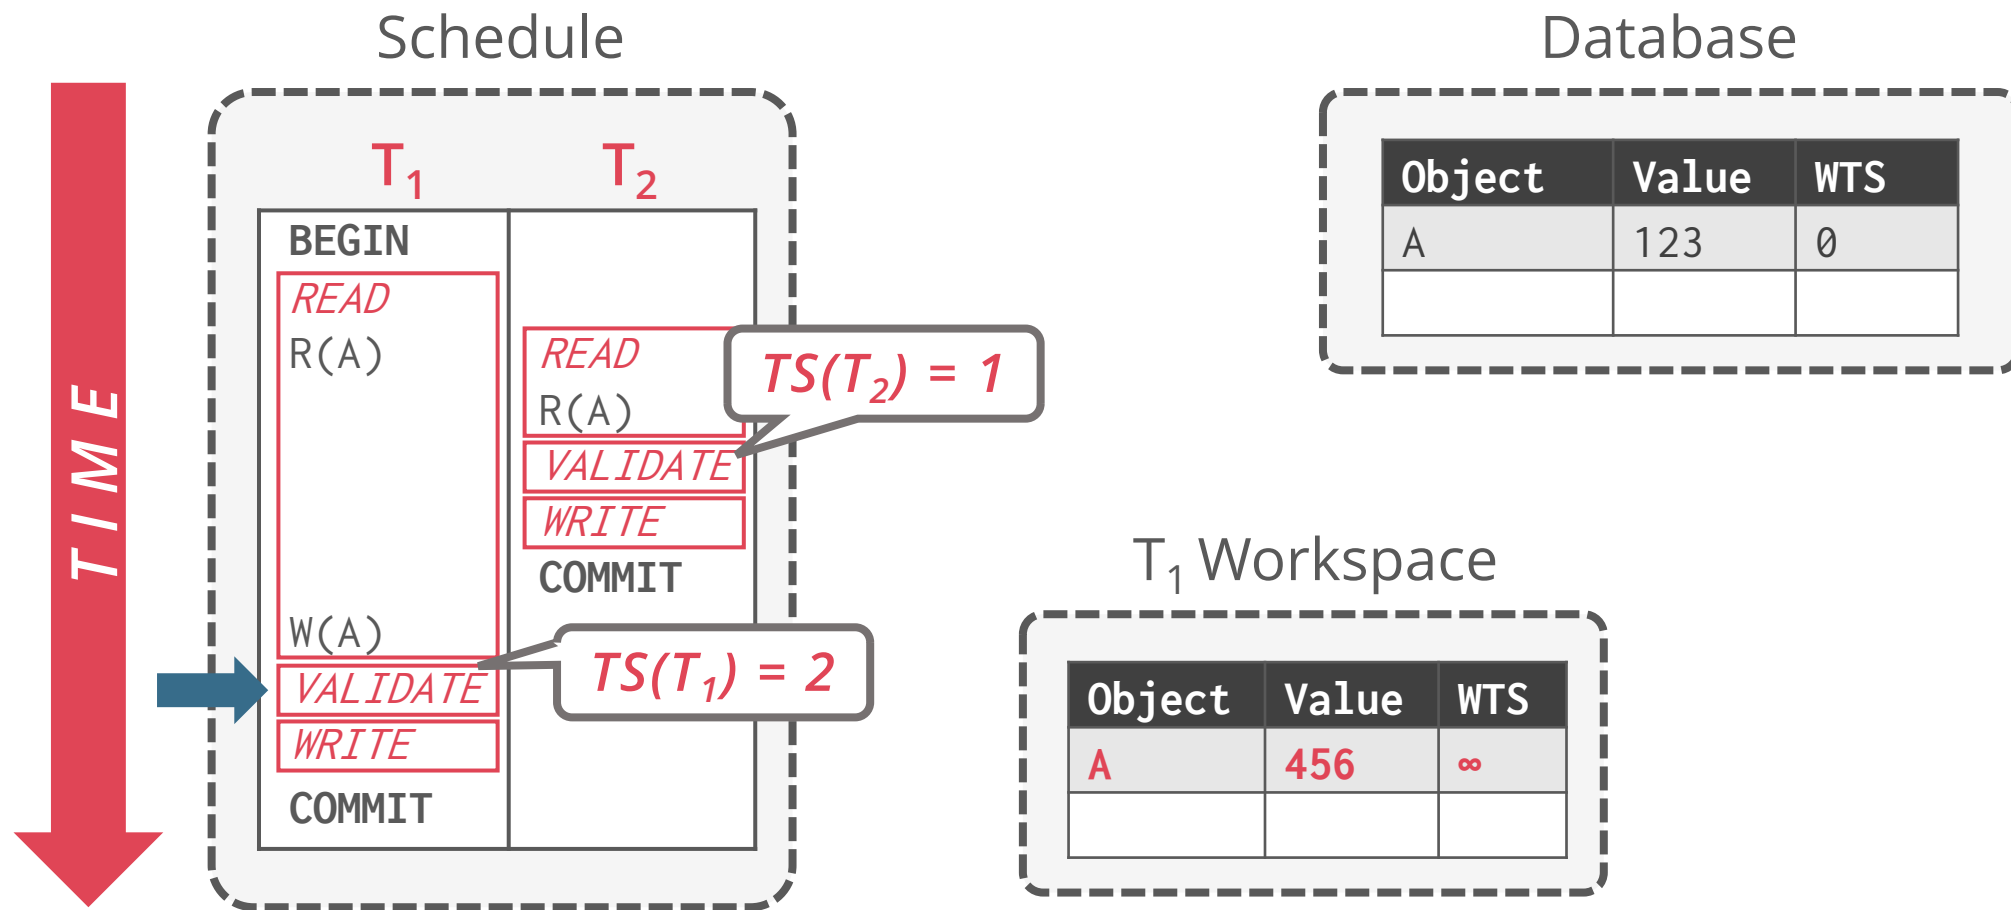 Schedule
TIME
T₁ T₂
BEGIN
READ
R(A) READ
R(A)
VALIDATE
WRITE
COMMIT
W(A)
VALIDATE
WRITE
COMMIT
TS(T₂) = 1
TS(T₁) = 2
Database
Object Value WTS
A 123 0
T₁ Workspace
Object Value WTS
A 456 ∞